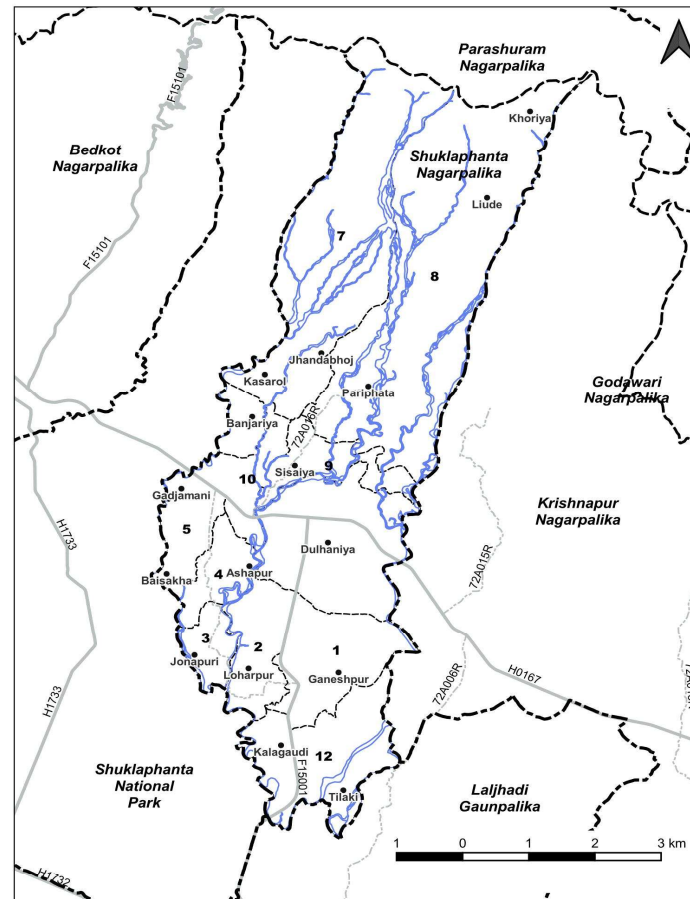 Parashuram
Nagarpalika
F15101
Khoriya
Bedkot
Nagarpalika
Shuklaphanta
Nagarpalika
Liude
7
F15101
8
Jhandabhoj
Kasarol
Pariphata
Godawari
Nagarpalika
Banjariya
72A016R
Sisaiya
9
10
Gadjamani
Krishnapur
Nagarpalika
5
H1733
Dulhaniya
72A015R
4
Ashapur
Baisakha
3
2
1
Jonapuri
Loharpur
Ganeshpur
H0167
72A006R
H1733
Kalagaudi
12
F15001
Shuklaphanta
National
Park
Tilaki
Laljhadi
Gaunpalika
1 0 1 2 3 km
H1732